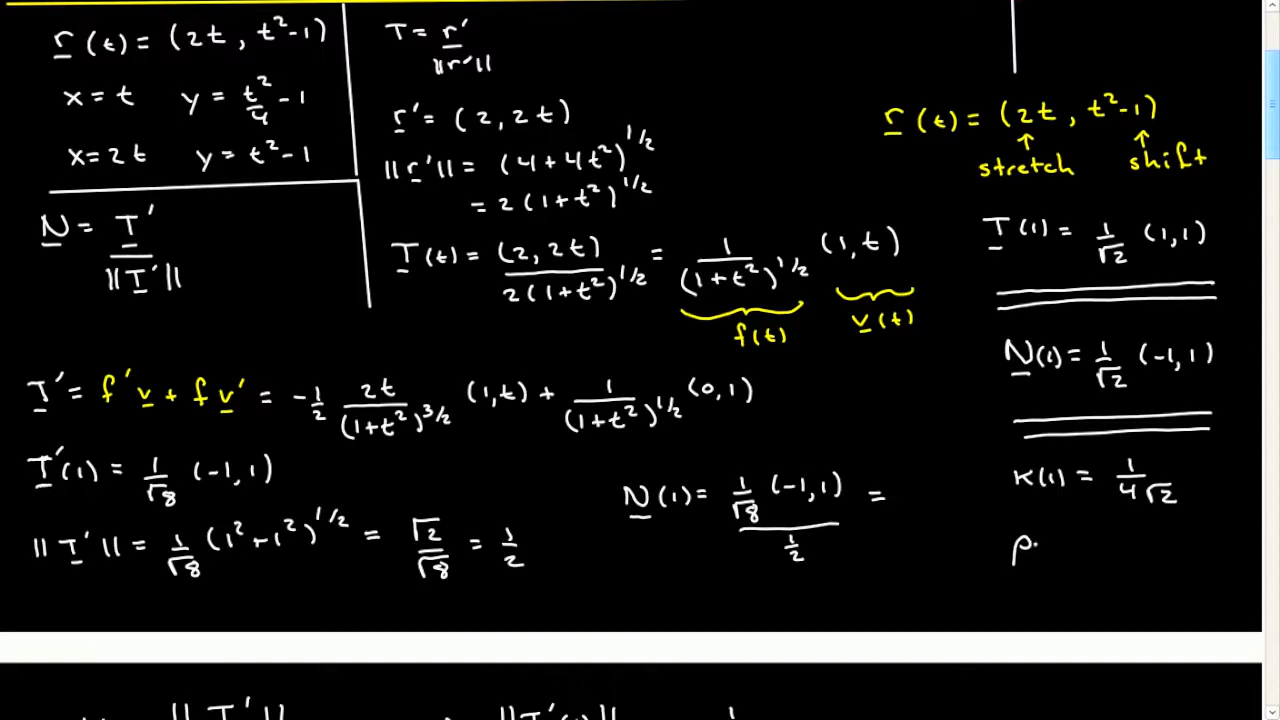 r(t) = (2t, t²-1)
x = t y = t²/4 - 1
x = 2t y = t²-1
N = T'/||T'||
T = r'/||r'||
r' = (2, 2t)
||r'|| = (4+4t²)^1/2
= 2(1+t²)^1/2
T(t) = (2, 2t)/2(1+t²)^1/2 = 1/(1+t²)^1/2 (1, t)
f(t) v(t)
T' = f'v + fv' = -1/2 2t/(1+t²)^3/2 (1, t) + 1/(1+t²)^1/2 (0, 1)
T'(1) = 1/√8 (-1, 1)
||T'|| = 1/√8 (1²+1²)^1/2 = √2/√8 = 1/2
N(1) = 1/√8 (-1, 1)/1/2 =
r(t) = (2t, t²-1)
↑ ↑
stretch shift
T(1) = 1/√2 (1, 1)
N(1) = 1/√2 (-1, 1)
K(1) = 1/4√2
ρ